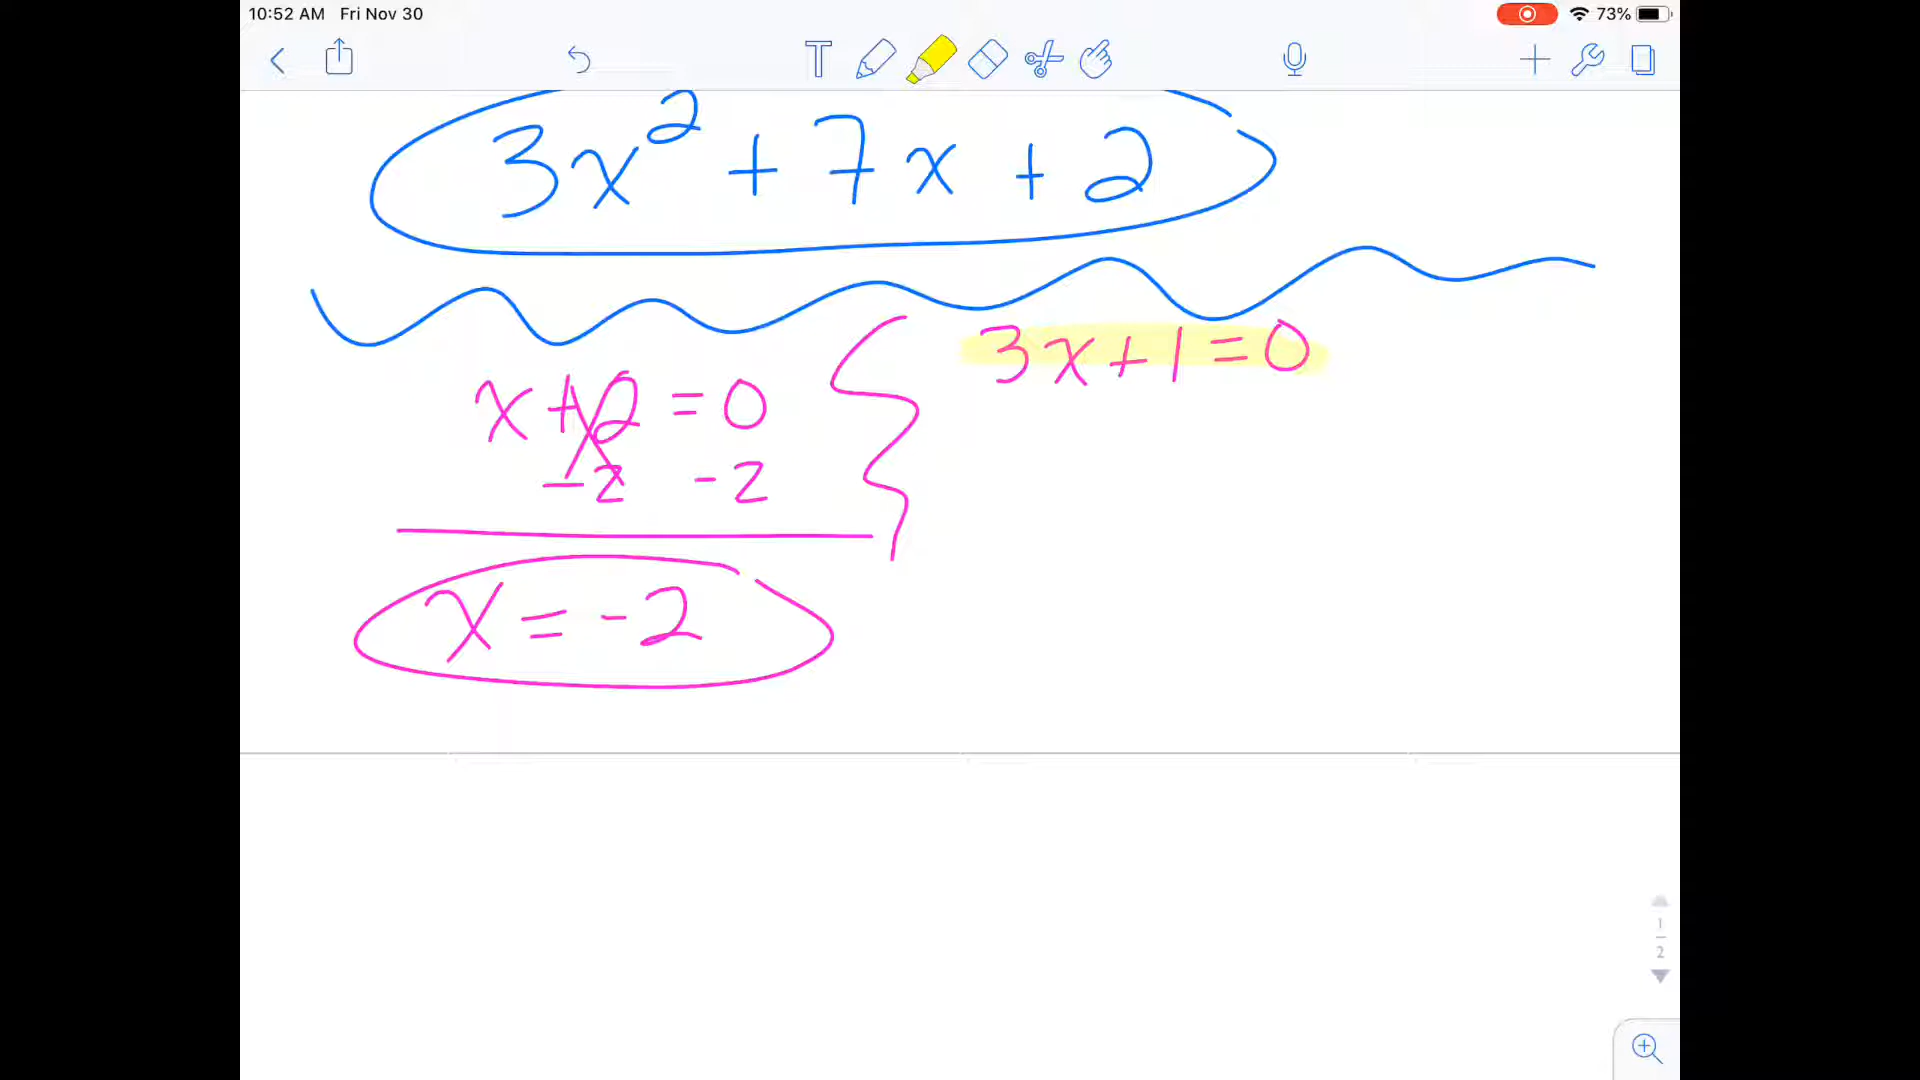 10:52 AM Fri Nov 30
73%
T
3x² + 7x + 2
3x+1=0
x+2 = 0
-2 -2
x = -2
1
2